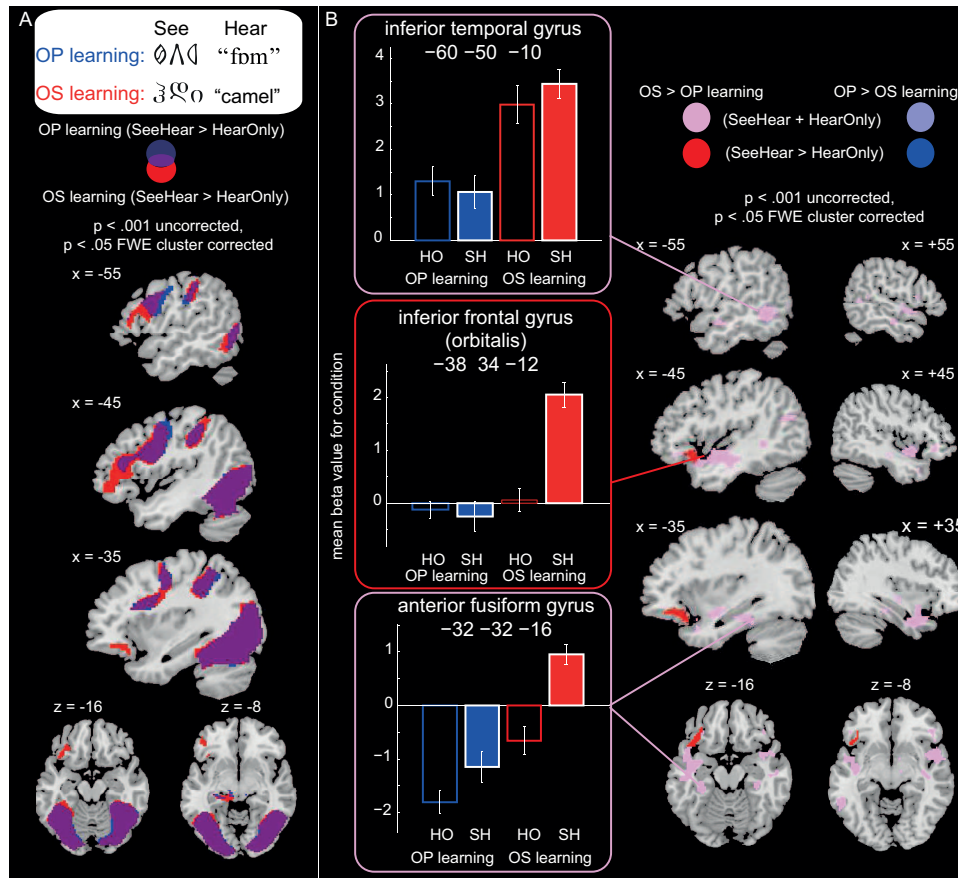 A
See Hear
OP learning: “fɒm”
OS learning: “camel”
OP learning (SeeHear > HearOnly)
OS learning (SeeHear > HearOnly)
p < .001 uncorrected,
p < .05 FWE cluster corrected
x = -55
x = -45
x = -35
z = -16 z = -8
B
inferior temporal gyrus
−60 −50 −10
4
3
2
1
0
HO SH HO SH
OP learning OS learning
inferior frontal gyrus
(orbitalis)
−38 34 −12
2
1
0
HO SH HO SH
OP learning OS learning
anterior fusiform gyrus
−32 −32 −16
1
0
−1
−2
HO SH HO SH
OP learning OS learning
mean beta value for condition
OS > OP learning OP > OS learning
(SeeHear + HearOnly)
(SeeHear > HearOnly)
p < .001 uncorrected,
p < .05 FWE cluster corrected
x = -55 x = +55
x = -45 x = +45
x = -35 x = +35
z = -16 z = -8